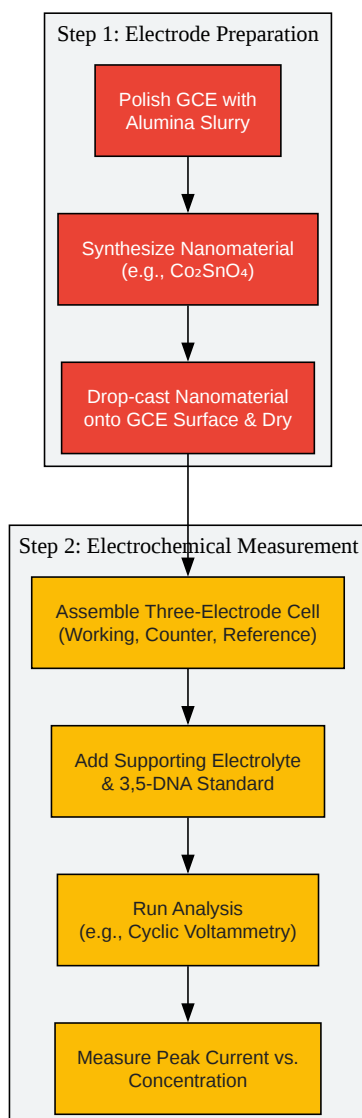 Step 1: Electrode Preparation
Polish GCE with
Alumina Slurry
Synthesize Nanomaterial
(e.g., Co₂SnO₄)
Drop-cast Nanomaterial
onto GCE Surface & Dry
Step 2: Electrochemical Measurement
Assemble Three-Electrode Cell
(Working, Counter, Reference)
Add Supporting Electrolyte
& 3,5-DNA Standard
Run Analysis
(e.g., Cyclic Voltammetry)
Measure Peak Current vs.
Concentration